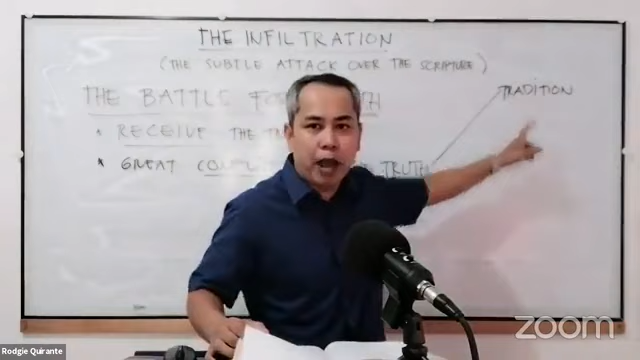 THE INFILTRATION
(THE SUBTLE ATTACK OVER THE SCRIPTURE)
THE BATTLE
TRADITION
RECEIVE THE
GREAT TRUTH
zoom
Rodgie Quirante